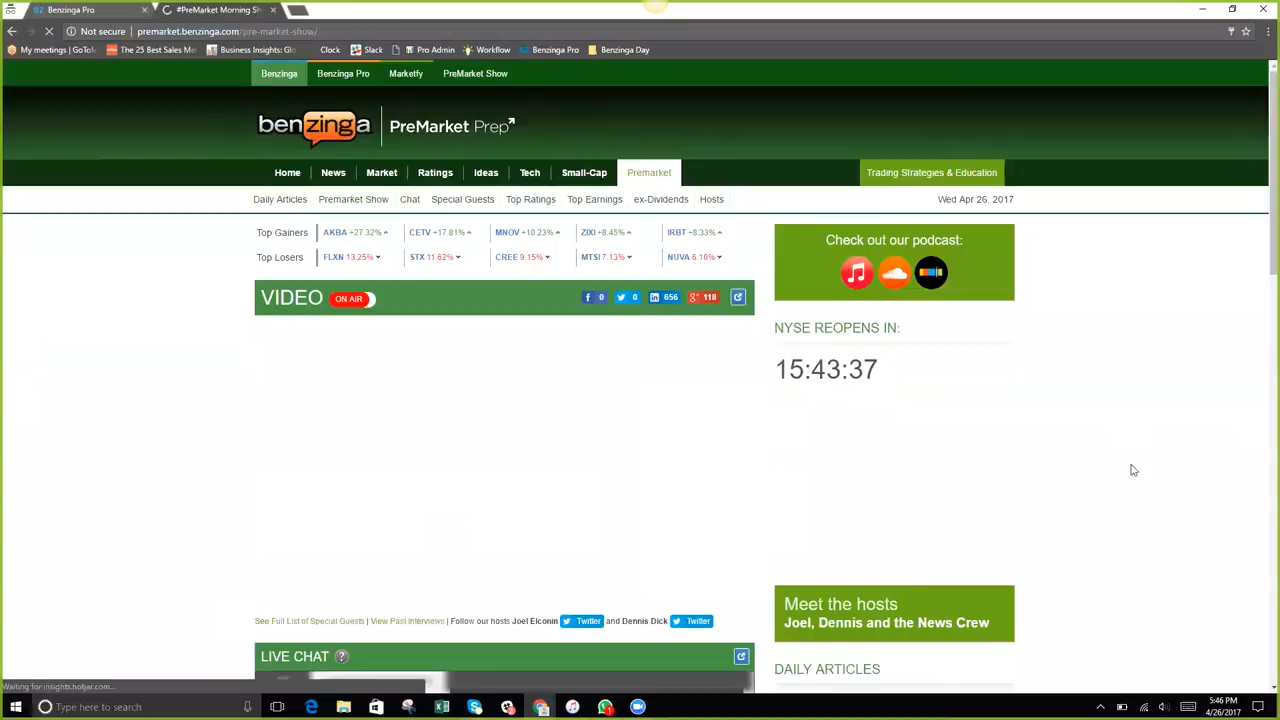 Benzinga Pro
#PreMarket Morning Sh
Not secure | premarket.benzinga.com/pre-market-show/
My meetings | GoToM
The 25 Best Sales Me
Business Insights: Glo
Clock
Slack
Pro Admin
Workflow
Benzinga Pro
Benzinga Day
Benzinga
Benzinga Pro
Marketfy
PreMarket Show
benzinga
PreMarket Prep
Home
News
Market
Ratings
Ideas
Tech
Small-Cap
Premarket
Trading Strategies & Education
Daily Articles
Premarket Show
Chat
Special Guests
Top Ratings
Top Earnings
ex-Dividends
Hosts
Wed Apr 26, 2017
Top Gainers
AKBA +27.32%
CETV +17.81%
MNOV +10.23%
ZIXI +8.45%
IRBT +8.33%
Top Losers
FLXN 13.25%
STX 11.62%
CREE 9.15%
MTSI 7.13%
NUVA 6.10%
Check out our podcast:
VIDEO
ON AIR
0
0
656
118
NYSE REOPENS IN:
15:43:37
Meet the hosts
Joel, Dennis and the News Crew
See Full List of Special Guests | View Past Interviews | Follow our hosts Joel Elconin Twitter and Dennis Dick Twitter
LIVE CHAT
DAILY ARTICLES
Waiting for insights.hotjar.com...
Type here to search
5:46 PM
4/26/2017